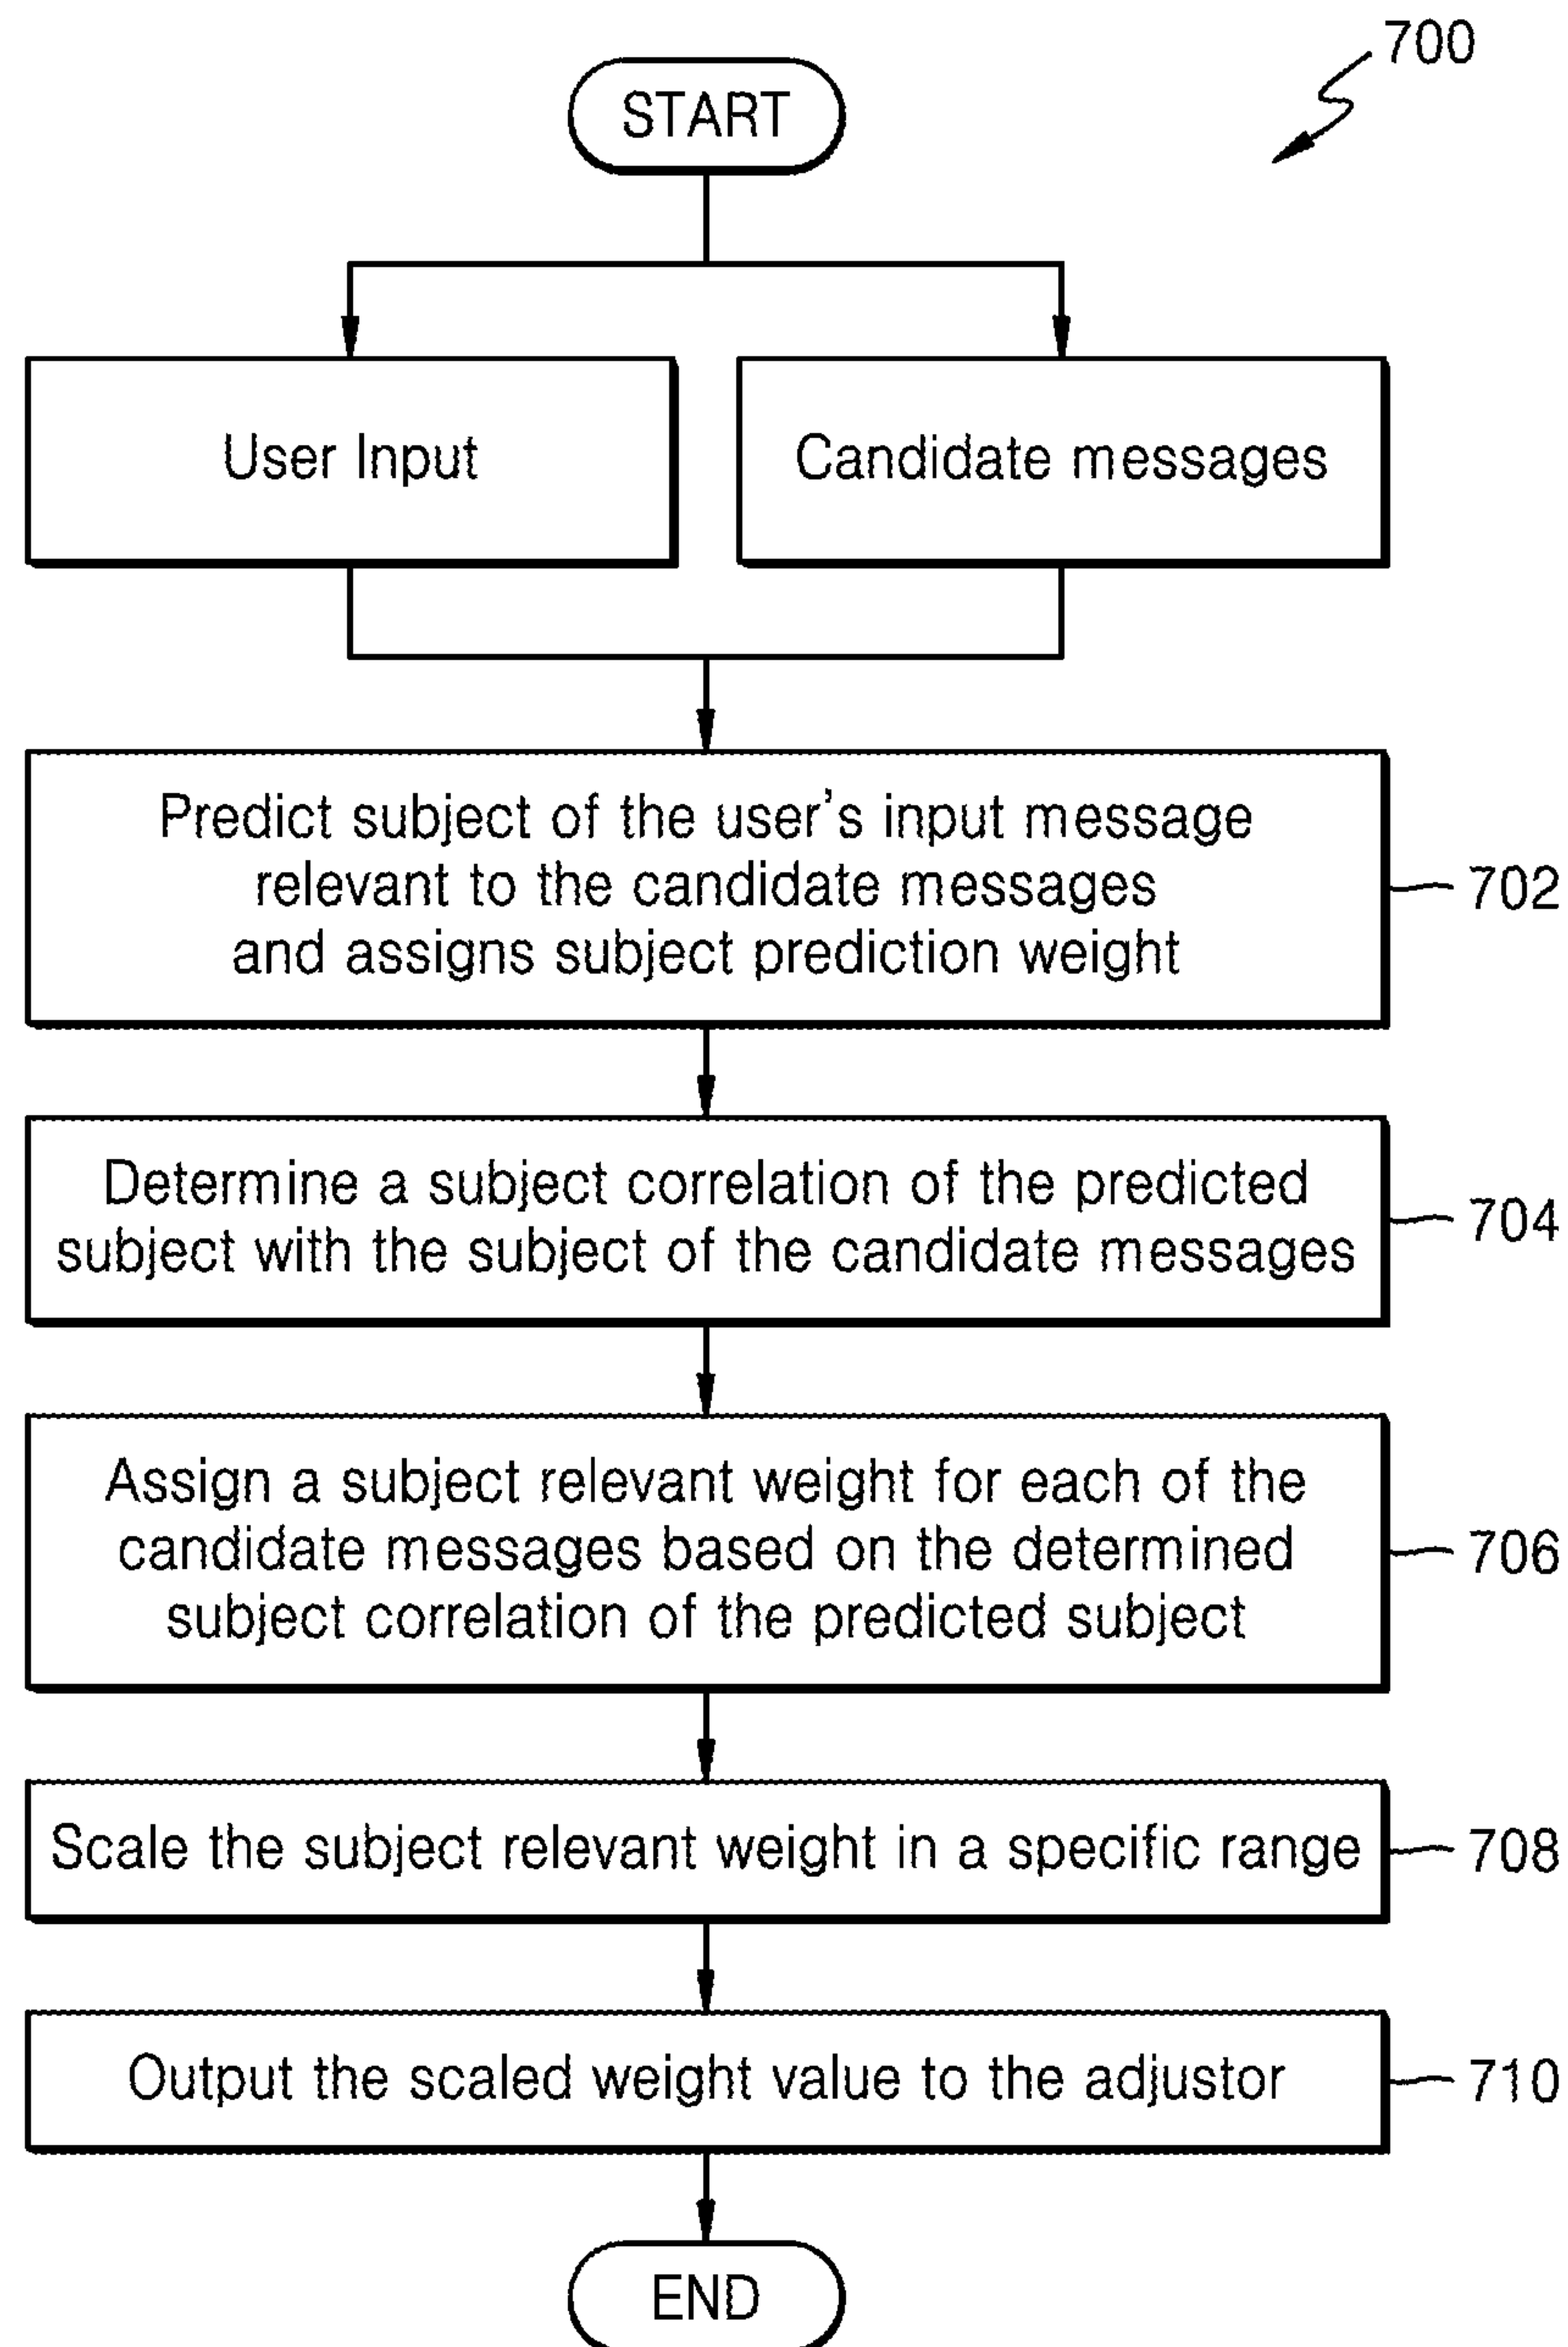 700
START
User Input
Candidate messages
Predict subject of the user's input message
relevant to the candidate messages
and assigns subject prediction weight
702
Determine a subject correlation of the predicted
subject with the subject of the candidate messages
704
Assign a subject relevant weight for each of the
candidate messages based on the determined
subject correlation of the predicted subject
706
Scale the subject relevant weight in a specific range
708
Output the scaled weight value to the adjustor
710
END